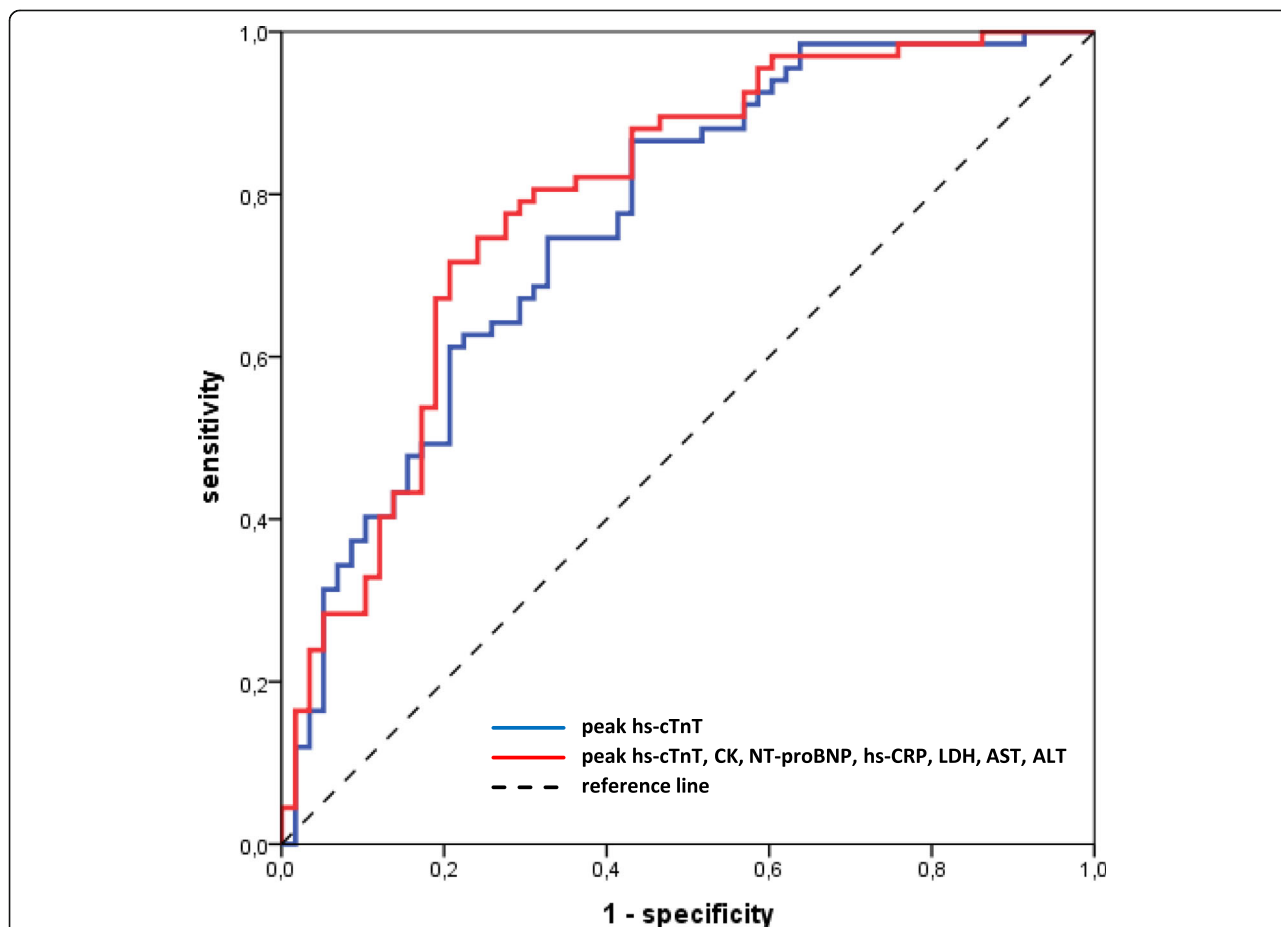 1,0
0,8
0,6
0,4
0,2
0,0
sensitivity
peak hs-cTnT
peak hs-cTnT, CK, NT-proBNP, hs-CRP, LDH, AST, ALT
reference line
0,0 0,2 0,4 0,6 0,8 1,0
1 - specificity